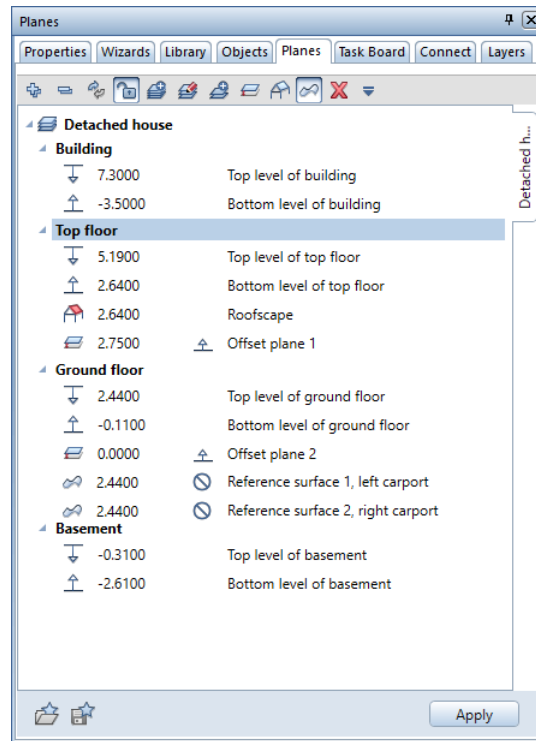 Planes
Properties Wizards Library Objects Planes Task Board Connect Layers
Detached house
Detached h...
Building
7.3000 Top level of building
-3.5000 Bottom level of building
Top floor
5.1900 Top level of top floor
2.6400 Bottom level of top floor
2.6400 Roofscape
2.7500 Offset plane 1
Ground floor
2.4400 Top level of ground floor
-0.1100 Bottom level of ground floor
0.0000 Offset plane 2
2.4400 Reference surface 1, left carport
2.4400 Reference surface 2, right carport
Basement
-0.3100 Top level of basement
-2.6100 Bottom level of basement
Apply